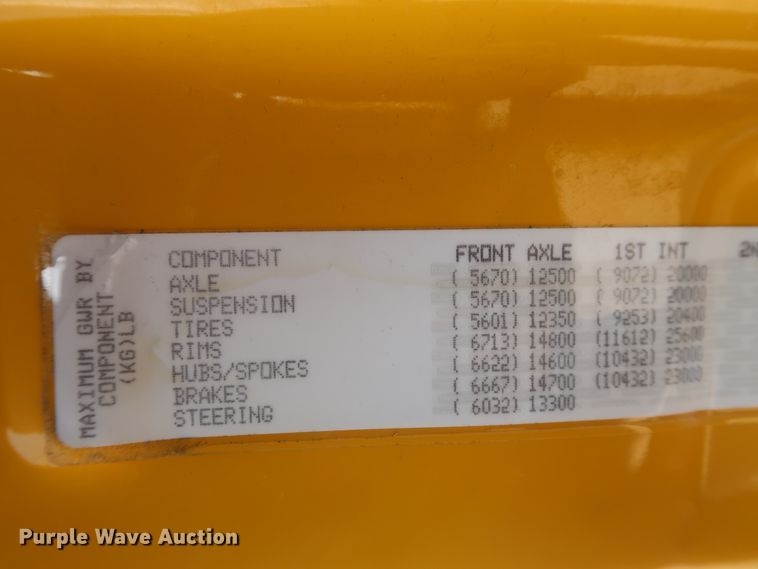 MAXIMUM GWR BY
COMPONENT
(KG)LB
COMPONENT FRONT AXLE 1ST INT
AXLE ( 5670) 12500 ( 9072) 20000
SUSPENSION ( 5670) 12500 ( 9072) 20000
TIRES ( 5601) 12350 ( 9253) 20400
RIMS ( 6713) 14800 (11612) 25600
HUBS/SPOKES ( 6622) 14600 (10432) 23000
BRAKES ( 6667) 14700 (10432) 23000
STEERING ( 6032) 13300
Purple Wave Auction